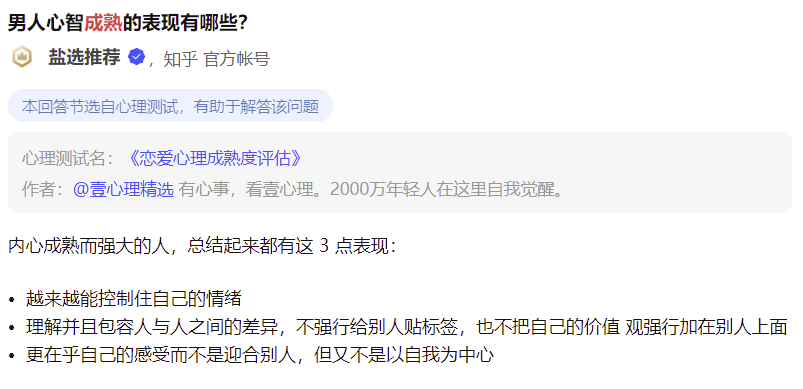 男人心智成熟的表现有哪些？
盐选推荐 ，知乎 官方帐号
本回答节选自心理测试，有助于解答该问题
心理测试名：《恋爱心理成熟度评估》
作者：@壹心理精选 有心事，看壹心理。2000万年轻人在这里自我觉醒。
内心成熟而强大的人，总结起来都有这 3 点表现：
• 越来越能控制住自己的情绪
• 理解并且包容人与人之间的差异，不强行给别人贴标签，也不把自己的价值 观强行加在别人上面
• 更在乎自己的感受而不是迎合别人，但又不是以自我为中心